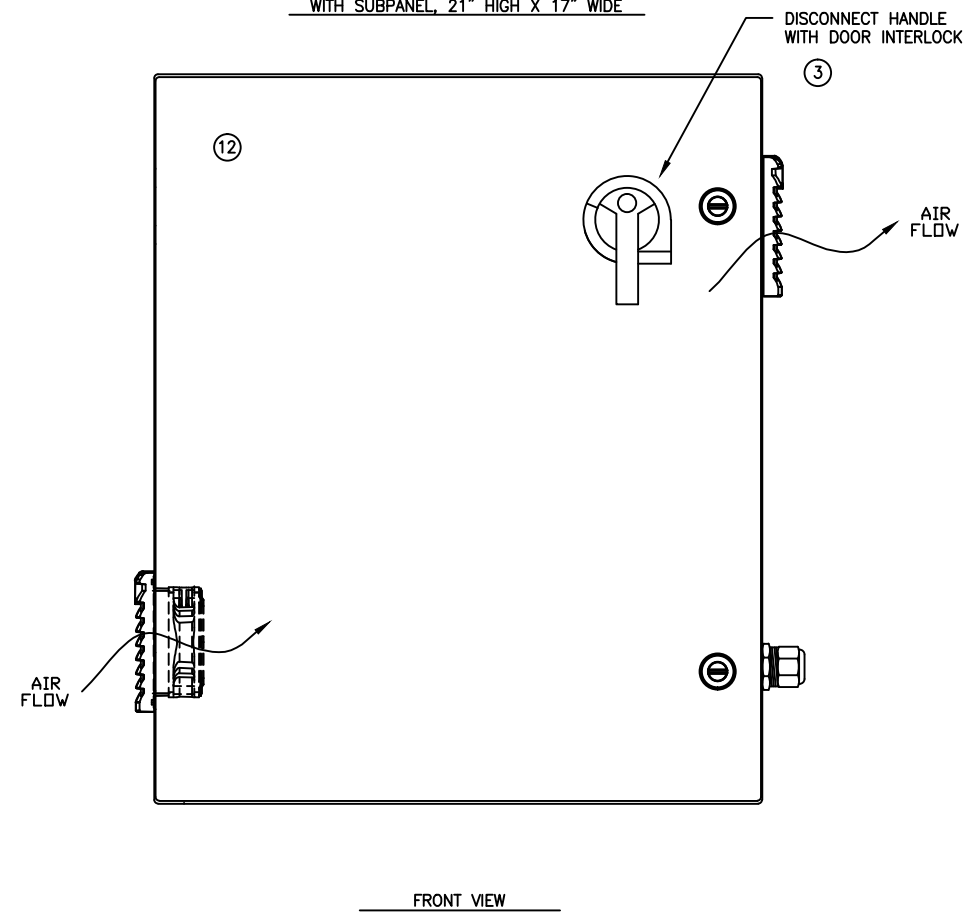 WITH SUBPANEL, 21" HIGH X 17" WIDE
DISCONNECT HANDLE
WITH DOOR INTERLOCK
3
12
AIR
FLOW
AIR
FLOW
FRONT VIEW